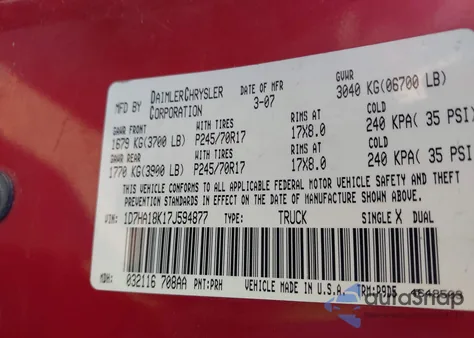 MFD BY DAIMLERCHRYSLER CORPORATION DATE OF MFR 3-07 GVWR 3040 KG(06700 LB)
GAWR FRONT WITH TIRES RIMS AT COLD
1679 KG(3700 LB) P245/70R17 17X8.0 240 KPA( 35 PSI)
GAWR REAR WITH TIRES RIMS AT COLD
1770 KG(3900 LB) P245/70R17 17X8.0 240 KPA( 35 PSI)
THIS VEHICLE CONFORMS TO ALL APPLICABLE FEDERAL MOTOR VEHICLE SAFETY AND THEFT
PREVENTION STANDARDS IN EFFECT ON THE DATE OF MANUFACTURE SHOWN ABOVE.
VIN: 1D7HA18K17J594877 TYPE: TRUCK SINGLE X DUAL
032116 708AA PNT:PRH VEHICLE MADE IN U.S.A. TRM:P9D5
autosnap